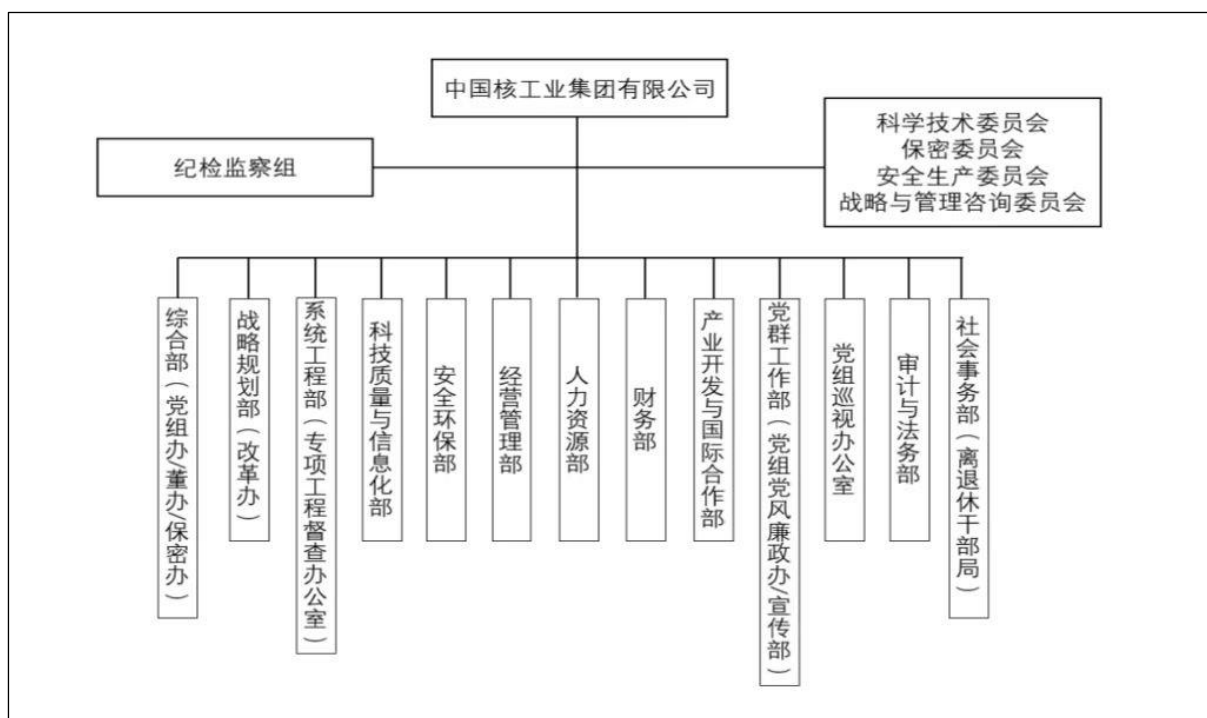 中国核工业集团有限公司
科学技术委员会
保密委员会
安全生产委员会
战略与管理咨询委员会
纪检监察组
综合部（党组办/董办/保密办）
战略规划部（改革办）
系统工程部（专项工程督查办公室）
科技质量与信息化部
安全环保部
经营管理部
人力资源部
财务部
产业开发与国际合作部
党群工作部（党组党风廉政办/宣传部）
党组巡视办公室
审计与法务部
社会事务部（离退休干部局）